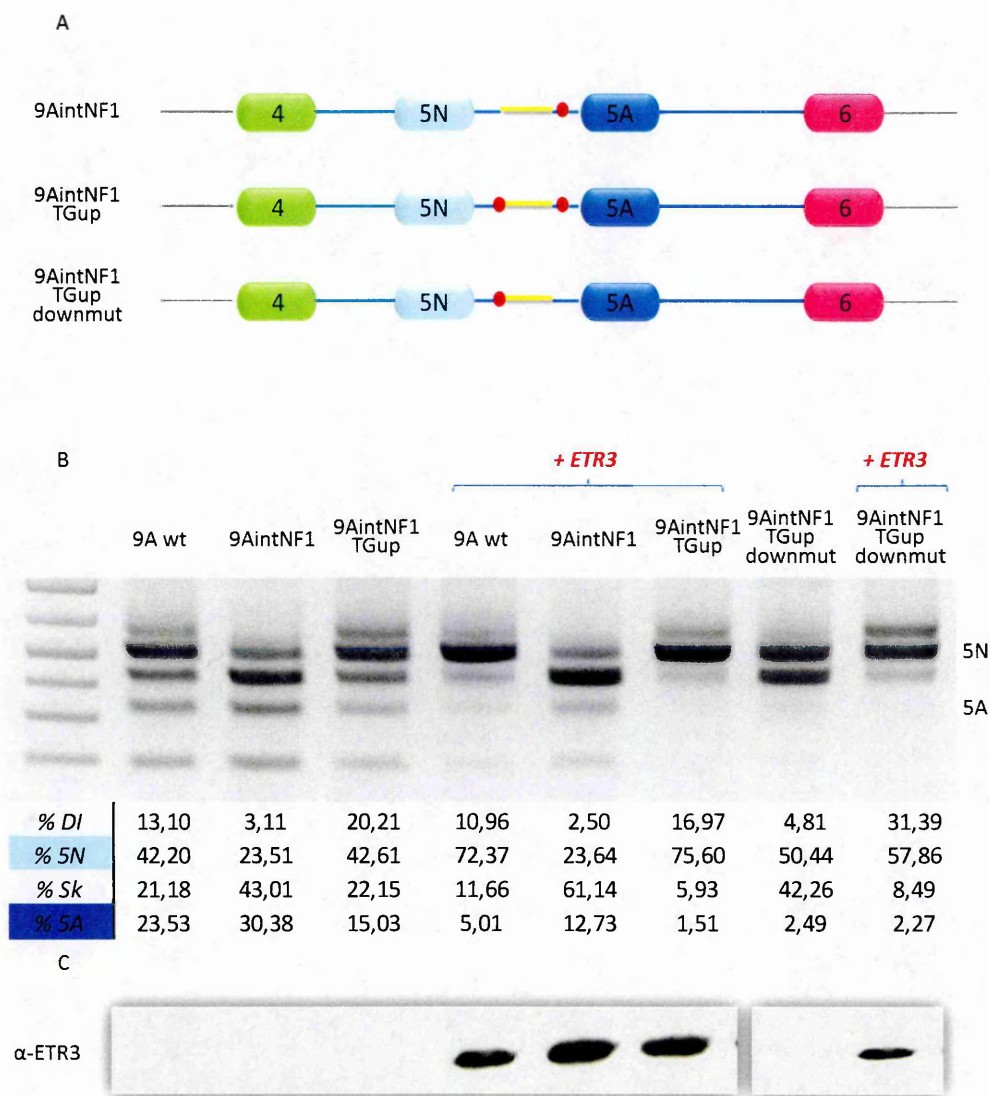 A
9AintNF1
4 5N 5A 6
9AintNF1
TGup
4 5N 5A 6
9AintNF1
TGup
downmut
4 5N 5A 6
B
+ ETR3 + ETR3
9A wt 9AintNF1 9AintNF1 TGup 9A wt 9AintNF1 9AintNF1 TGup 9AintNF1 TGup downmut 9AintNF1 TGup downmut
5N
5A
% DI 13,10 3,11 20,21 10,96 2,50 16,97 4,81 31,39
% 5N 42,20 23,51 42,61 72,37 23,64 75,60 50,44 57,86
% Sk 21,18 43,01 22,15 11,66 61,14 5,93 42,26 8,49
% 5A 23,53 30,38 15,03 5,01 12,73 1,51 2,49 2,27
C
α-ETR3